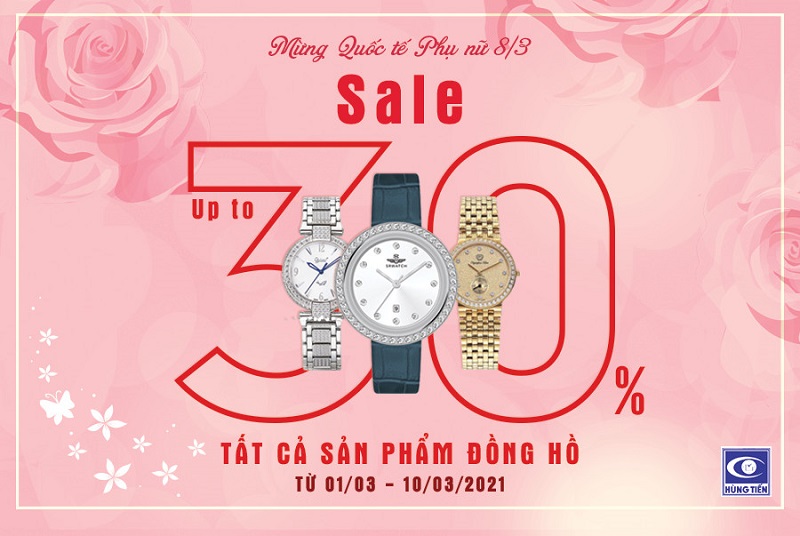 Mừng Quốc tế Phụ nữ 8/3
Sale
Up to
30%
SRWATCH
TẤT CẢ SẢN PHẨM ĐỒNG HỒ
TỪ 01/03 - 10/03/2021
HÙNG TIẾN